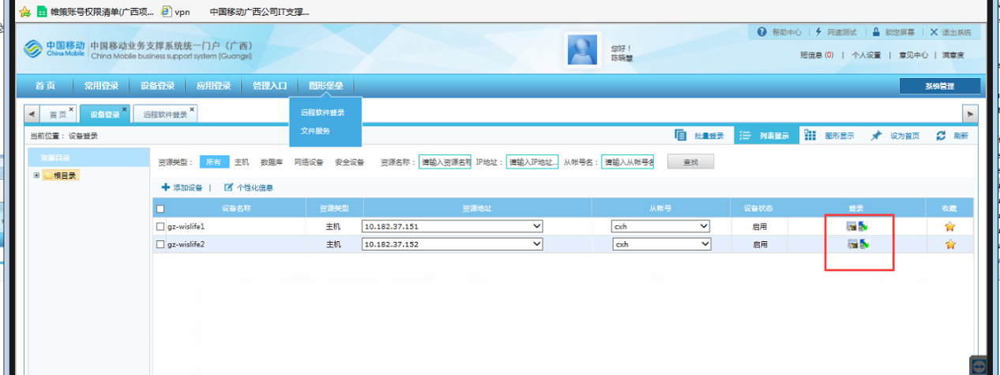 帷策账号权限清单(广西项... vpn 中国移动广西公司IT支撑...
帮助中心 | 网速测试 | 锁定屏幕 | 退出系统
中国移动 中国移动业务支撑系统统一门户（广西）
China Mobile China Mobile business support system (Guangxi)
您好！
陈晓慧
短信息 (0) | 个人设置 | 意见中心 | 满意度
首 页 常用登录 设备登录 应用登录 管理入口 图形堡垒 系统管理
远程软件登录
文件服务
首 页 设备登录 远程软件登录
当前位置：设备登录 批量登录 列表显示 图形显示 设为首页 刷新
资源目录
根目录
资源类型： 所有 主机 数据库 网络设备 安全设备 资源名称： 请输入资源名称 IP地址： 请输入IP地址... 从帐号名： 请输入从帐号名 查找
添加设备 | 个性化信息
设备名称 资源类型 资源地址 从帐号 设备状态 登录 收藏
gz-wislife1 主机 10.182.37.151 cxh 启用
gz-wislife2 主机 10.182.37.152 cxh 启用